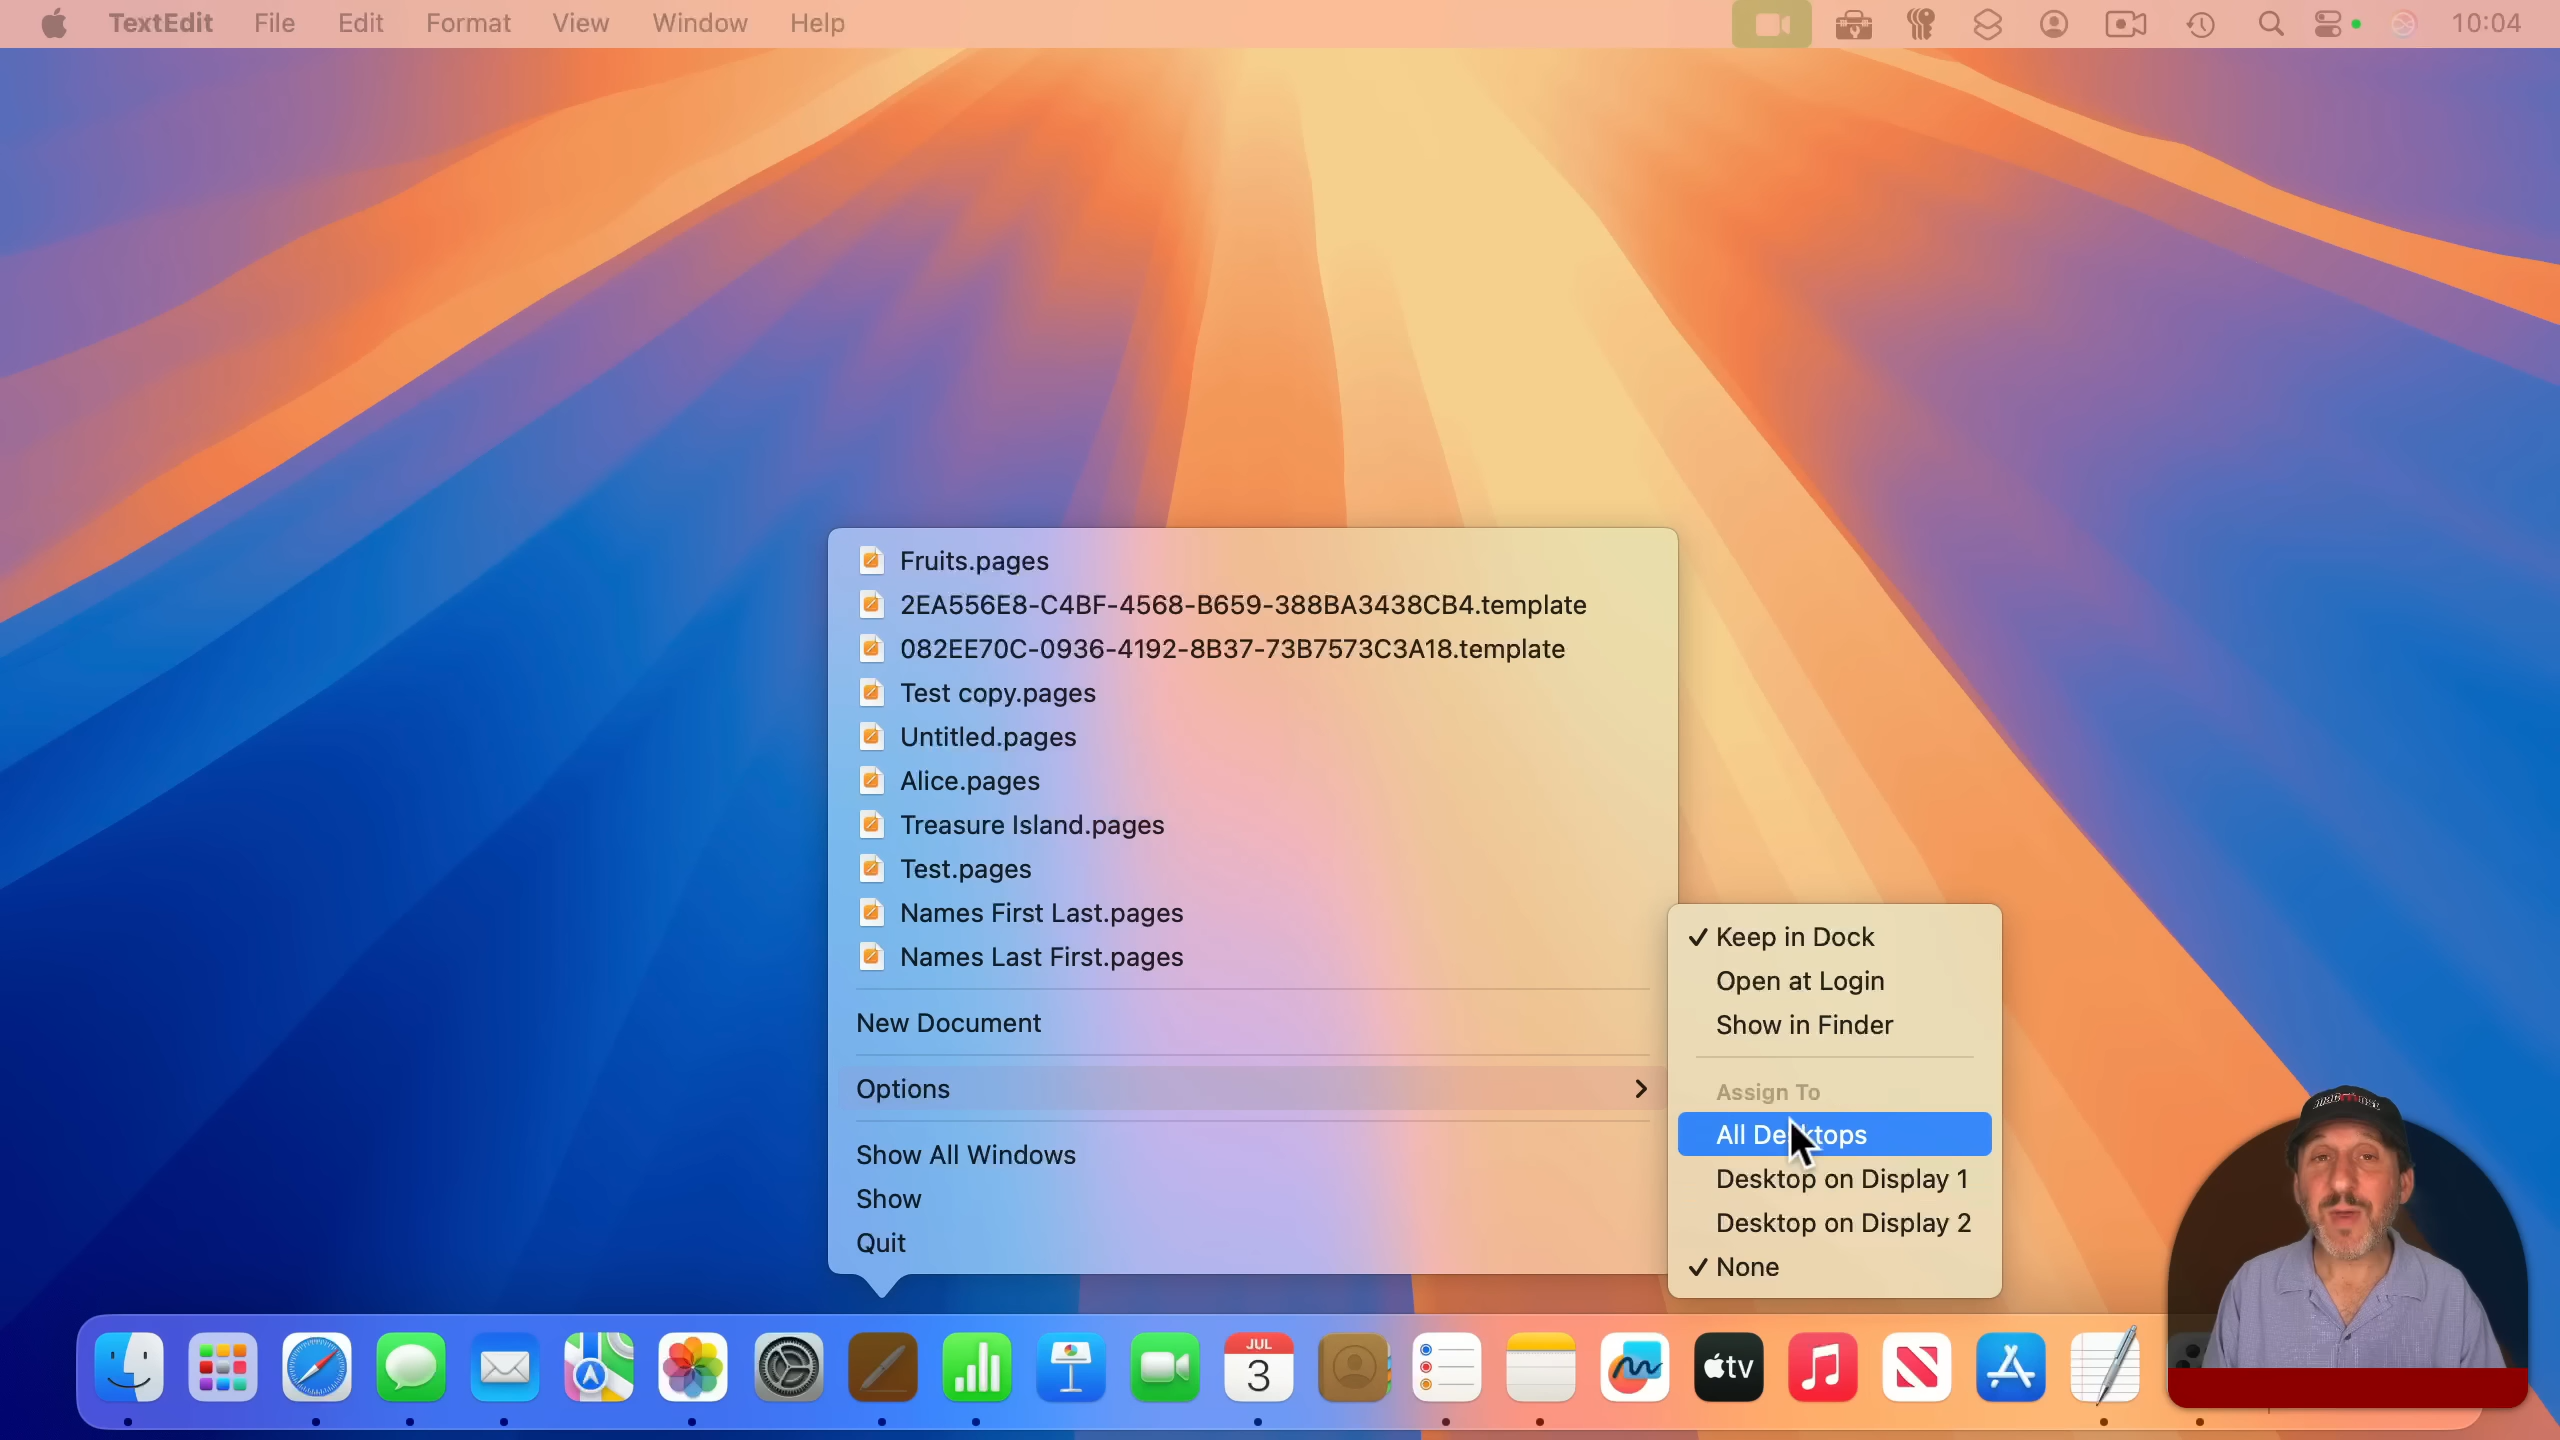 TextEdit File Edit Format View Window Help 10:04
Fruits.pages
2EA556E8-C4BF-4568-B659-388BA3438CB4.template
082EE70C-0936-4192-8B37-73B7573C3A18.template
Test copy.pages
Untitled.pages
Alice.pages
Treasure Island.pages
Test.pages
Names First Last.pages
Names Last First.pages
New Document
Options
Show All Windows
Show
Quit
Keep in Dock
Open at Login
Show in Finder
Assign To
All Desktops
Desktop on Display 1
Desktop on Display 2
None
JUL
3
tv